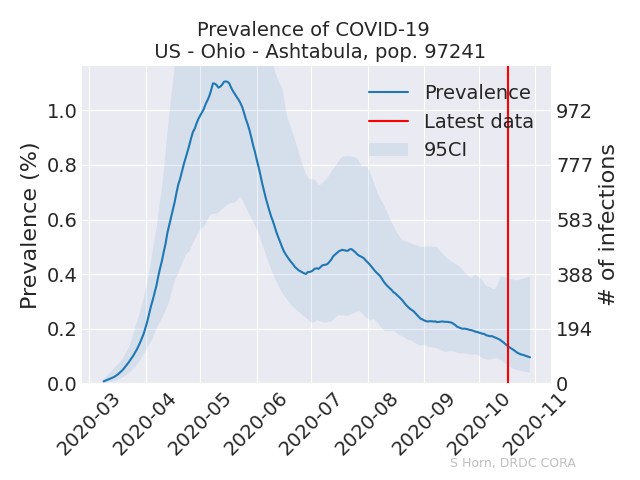 Prevalence of COVID-19
US - Ohio - Ashtabula, pop. 97241
Prevalence
Latest data
95CI
Prevalence (%)
1.0
0.8
0.6
0.4
0.2
0.0
972
777
583
388
194
0
# of infections
2020-03
2020-04
2020-05
2020-06
2020-07
2020-08
2020-09
2020-10
2020-11
S Horn, DRDC CORA